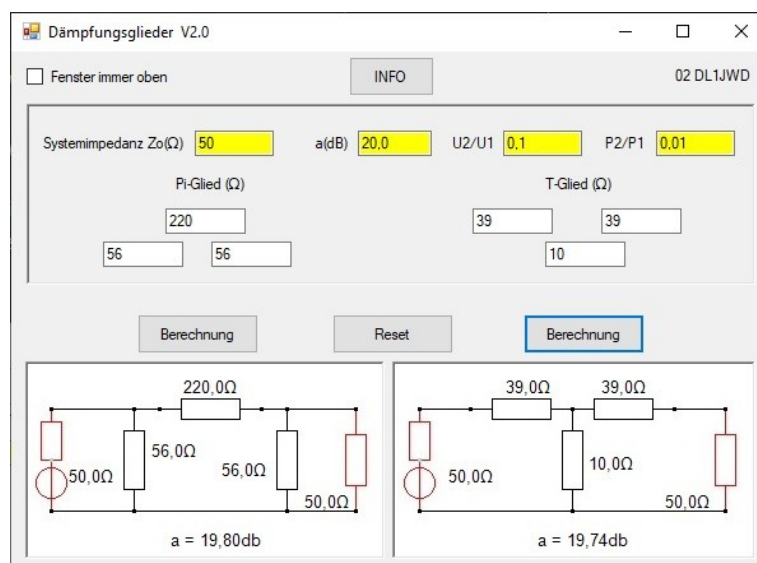 Dämpfungsglieder V2.0
Fenster immer oben
INFO
02 DL1JWD
Systemimpedanz Zo(Ω) 50 a(dB) 20,0 U2/U1 0,1 P2/P1 0,01
Pi-Glied (Ω)
T-Glied (Ω)
220
39 39
56 56
10
Berechnung Reset Berechnung
220,0Ω
56,0Ω
50,0Ω
56,0Ω
50,0Ω
a = 19,80db
39,0Ω 39,0Ω
10,0Ω
50,0Ω
50,0Ω
a = 19,74db